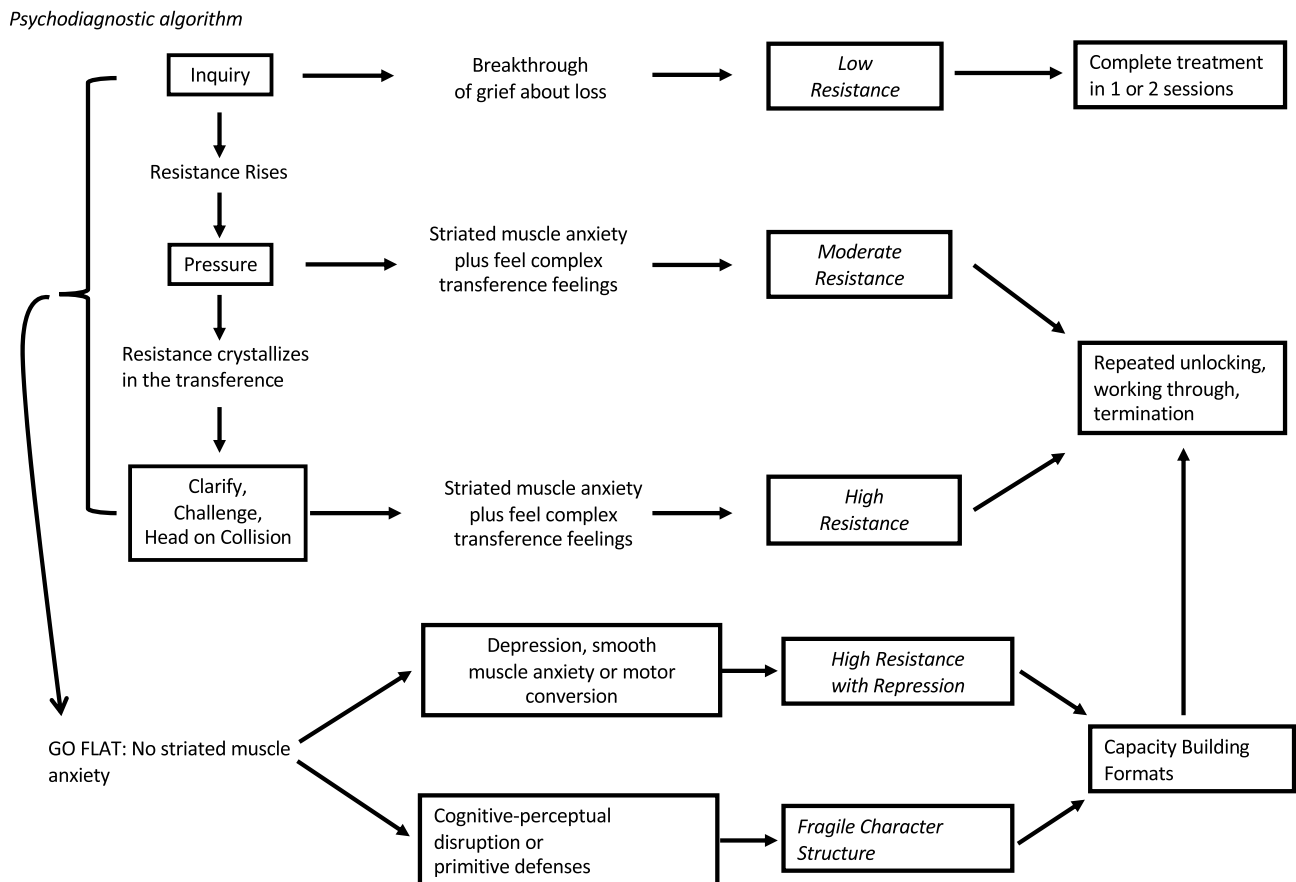 Psychodiagnostic algorithm
Inquiry
Breakthrough
of grief about loss
Low
Resistance
Complete treatment
in 1 or 2 sessions
Resistance Rises
Pressure
Striated muscle anxiety
plus feel complex
transference feelings
Moderate
Resistance
Resistance crystallizes
in the transference
Repeated unlocking,
working through,
termination
Clarify,
Challenge,
Head on Collision
Striated muscle anxiety
plus feel complex
transference feelings
High
Resistance
GO FLAT: No striated muscle
anxiety
Depression, smooth
muscle anxiety or motor
conversion
High Resistance
with Repression
Capacity Building
Formats
Cognitive-perceptual
disruption or
primitive defenses
Fragile Character
Structure